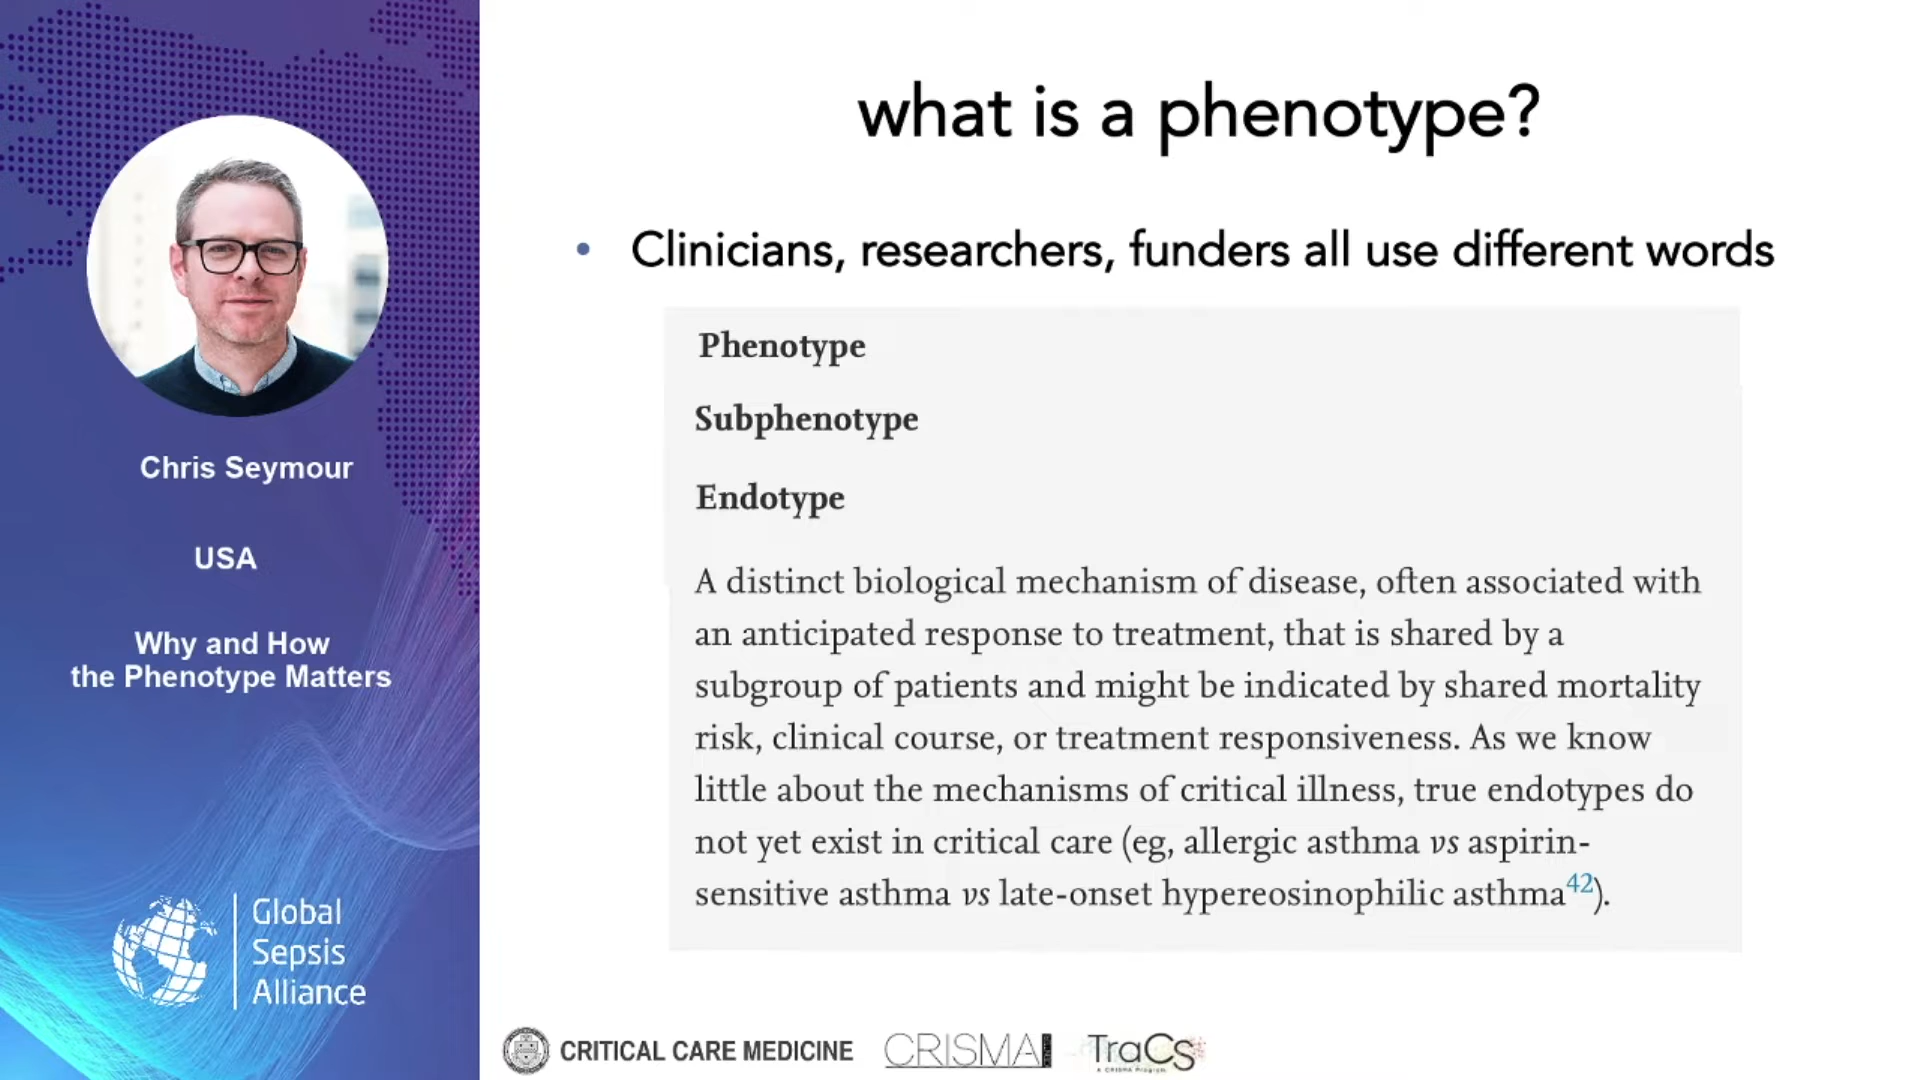 what is a phenotype?
• Clinicians, researchers, funders all use different words
Phenotype
Subphenotype
Endotype
A distinct biological mechanism of disease, often associated with
an anticipated response to treatment, that is shared by a
subgroup of patients and might be indicated by shared mortality
risk, clinical course, or treatment responsiveness. As we know
little about the mechanisms of critical illness, true endotypes do
not yet exist in critical care (eg, allergic asthma vs aspirin-
sensitive asthma vs late-onset hypereosinophilic asthma42).
Chris Seymour
USA
Why and How
the Phenotype Matters
Global
Sepsis
Alliance
CRITICAL CARE MEDICINE
CRISMA
TraCs
A CRISMA Program